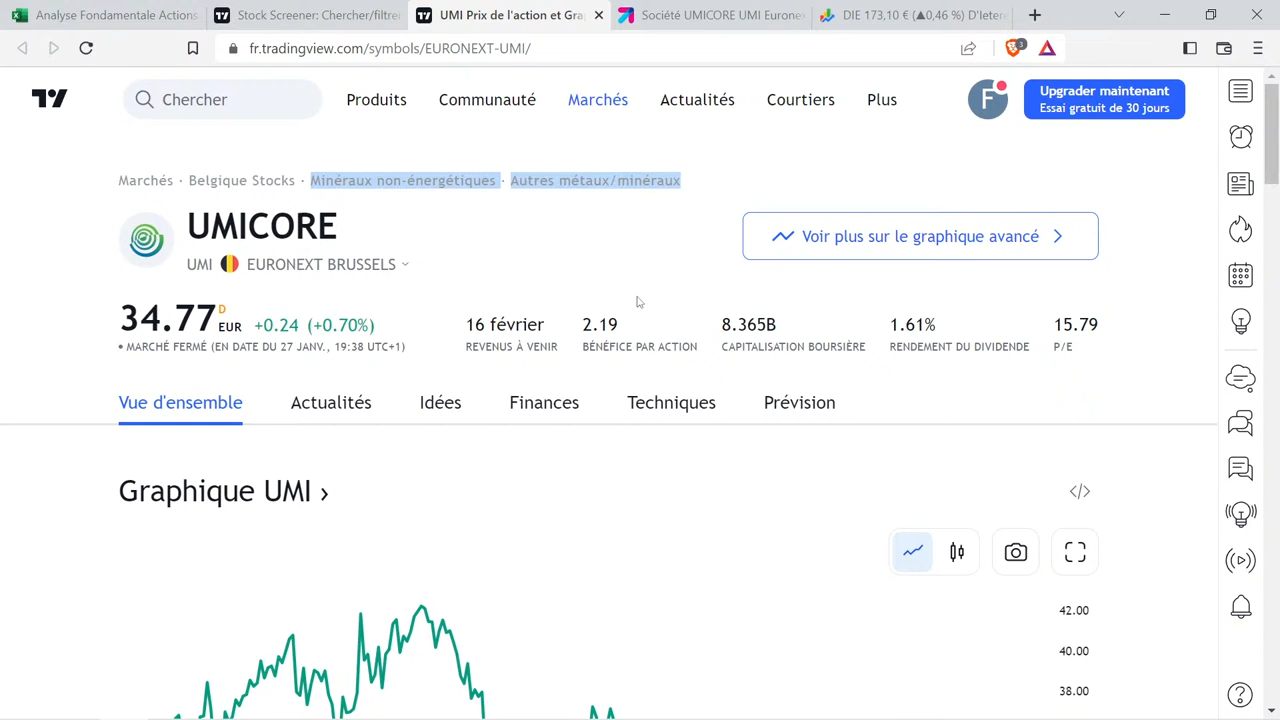 Analyse Fondamentale Actions
Stock Screener: Chercher/filtrer
UMI Prix de l'action et Gra
Société UMICORE UMI Eurone
DIE 173,10 € (▲0,46 %) D'Ieter
fr.tradingview.com/symbols/EURONEXT-UMI/
3
Chercher
Produits
Communauté
Marchés
Actualités
Courtiers
Plus
F
Upgrader maintenant
Essai gratuit de 30 jours
Marchés · Belgique Stocks · Minéraux non-énergétiques · Autres métaux/minéraux
UMICORE
UMI EURONEXT BRUSSELS
Voir plus sur le graphique avancé
34.77 D EUR +0.24 (+0.70%)
• MARCHÉ FERMÉ (EN DATE DU 27 JANV., 19:38 UTC+1)
16 février
REVENUS À VENIR
2.19
BÉNÉFICE PAR ACTION
8.365B
CAPITALISATION BOURSIÈRE
1.61%
RENDEMENT DU DIVIDENDE
15.79
P/E
Vue d'ensemble
Actualités
Idées
Finances
Techniques
Prévision
Graphique UMI ›
42.00
40.00
38.00